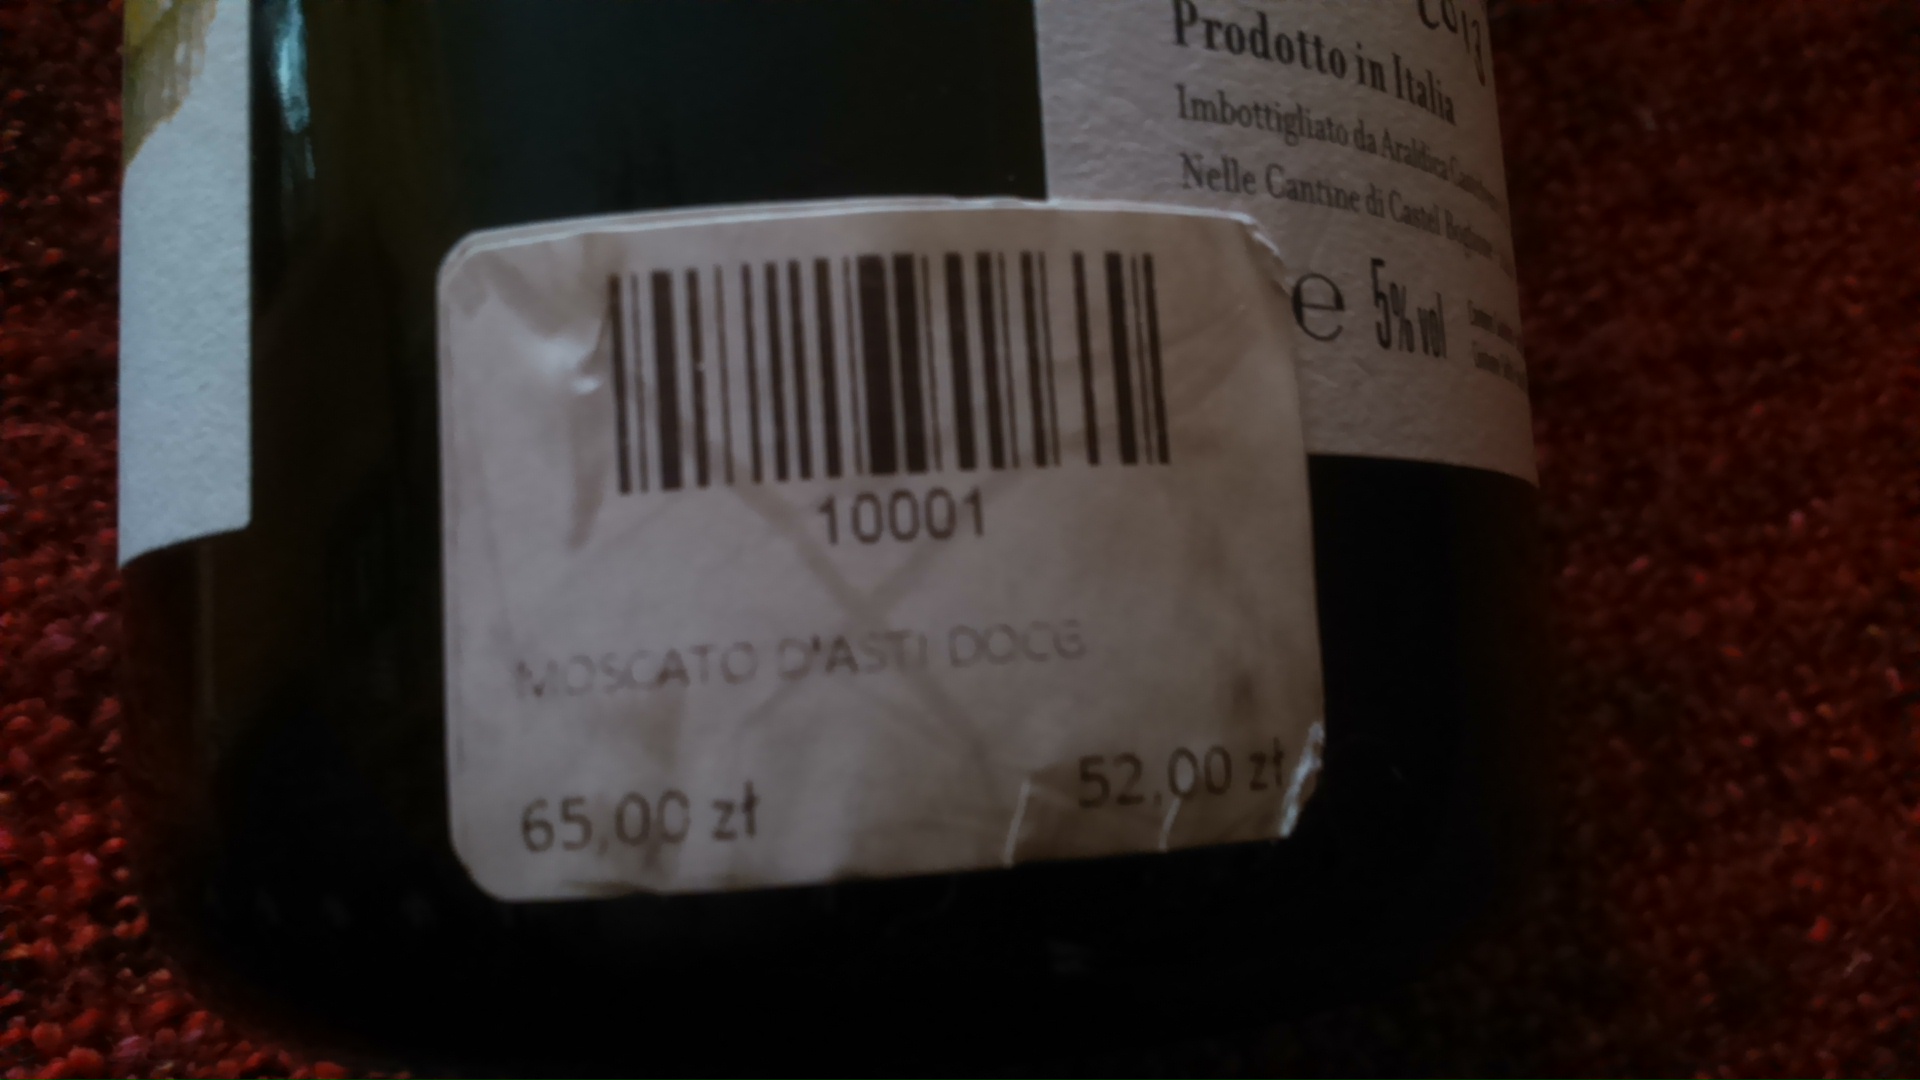 Prodotto in Italia
Imbottigliato da Araldica
Nelle Cantine di Castel
e 5% vol
10001
MOSCATO D'ASTI DOCG
65,00 zł
52,00 zł